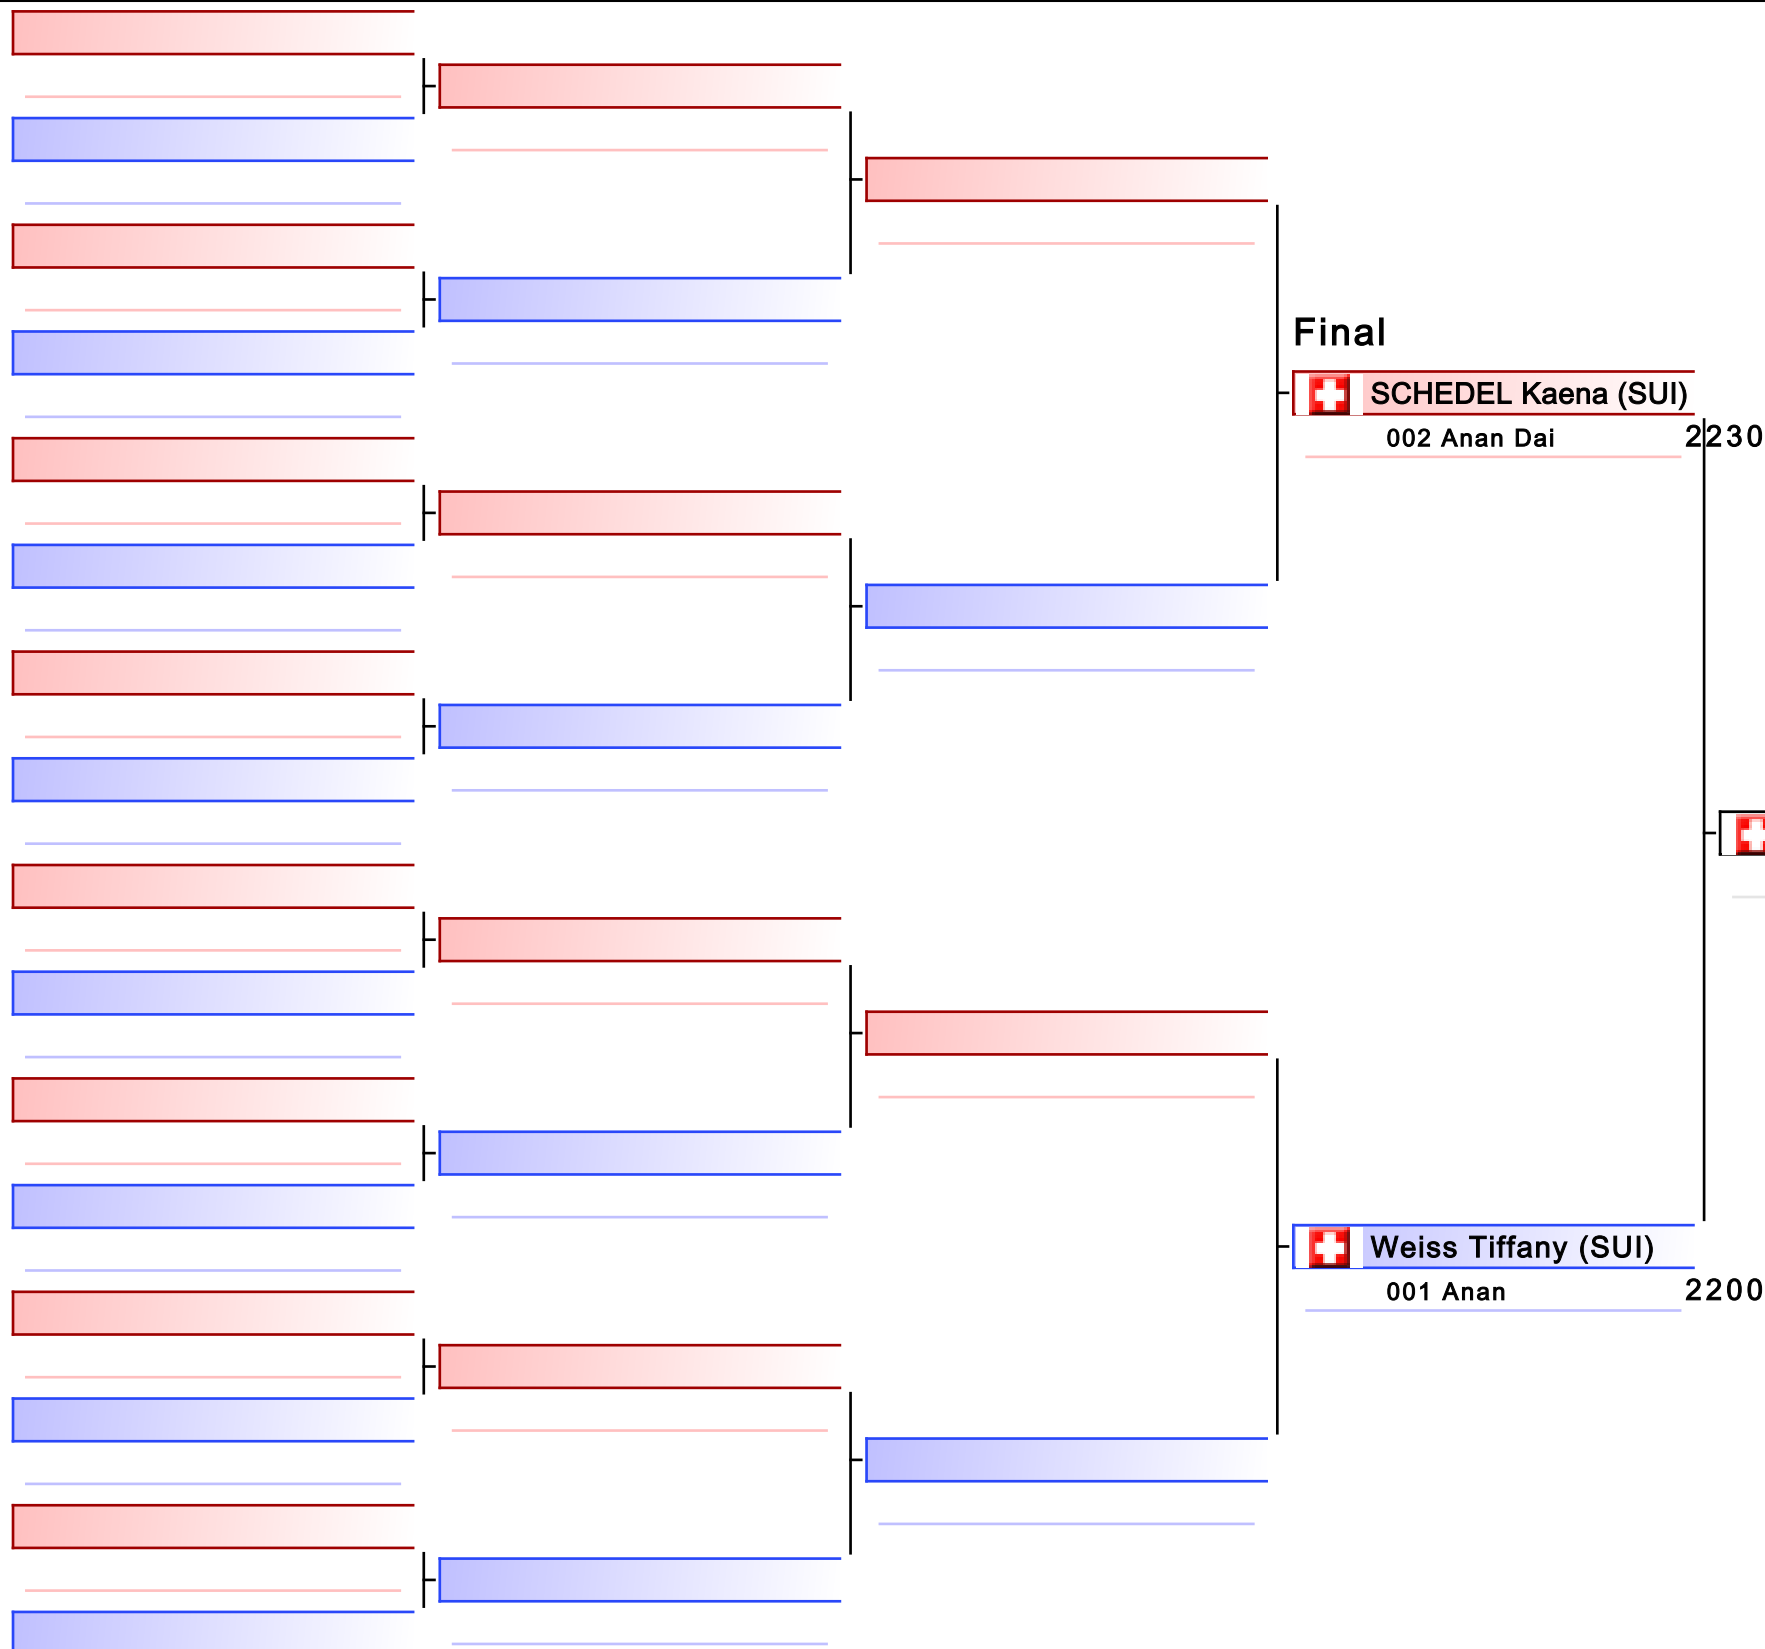 Final
SCHEDEL Kaena (SUI)
002 Anan Dai 2230
Weiss Tiffany (SUI)
001 Anan 2200